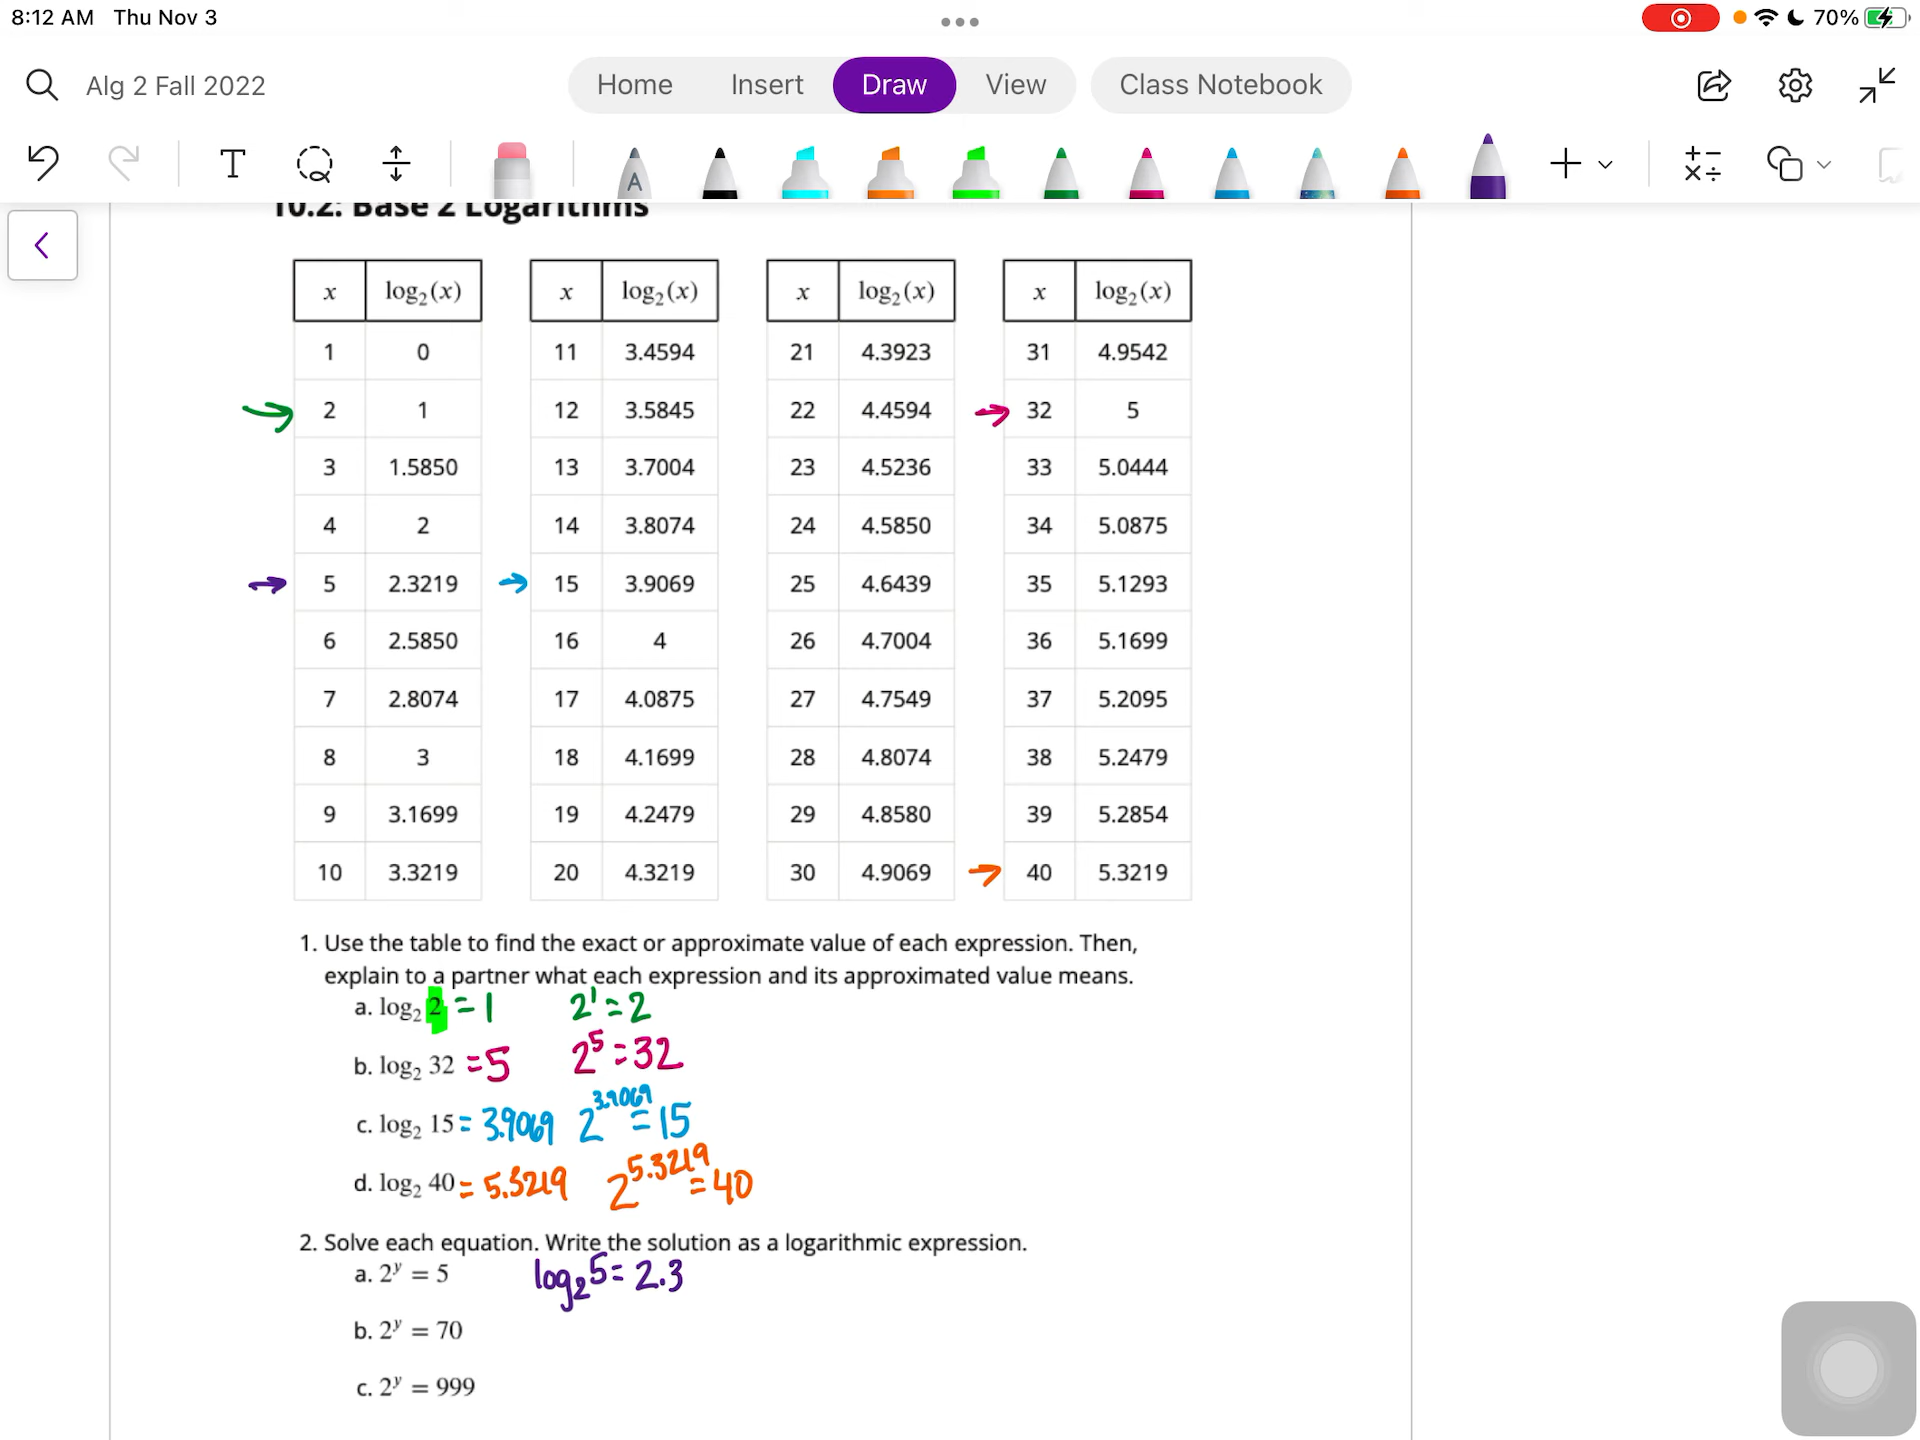 8:12 AM Thu Nov 3
70%
Alg 2 Fall 2022
Home Insert Draw View Class Notebook
T
A
10.2: Base 2 Logarithms
x log₂(x) x log₂(x) x log₂(x) x log₂(x)
1 0 11 3.4594 21 4.3923 31 4.9542
2 1 12 3.5845 22 4.4594 32 5
3 1.5850 13 3.7004 23 4.5236 33 5.0444
4 2 14 3.8074 24 4.5850 34 5.0875
5 2.3219 15 3.9069 25 4.6439 35 5.1293
6 2.5850 16 4 26 4.7004 36 5.1699
7 2.8074 17 4.0875 27 4.7549 37 5.2095
8 3 18 4.1699 28 4.8074 38 5.2479
9 3.1699 19 4.2479 29 4.8580 39 5.2854
10 3.3219 20 4.3219 30 4.9069 40 5.3219
1. Use the table to find the exact or approximate value of each expression. Then,
explain to a partner what each expression and its approximated value means.
a. log₂ 2 = 1 2¹ = 2
b. log₂ 32 = 5 2⁵ = 32
c. log₂ 15 = 3.9069 2^3.9069 = 15
d. log₂ 40 = 5.3219 2^5.3219 = 40
2. Solve each equation. Write the solution as a logarithmic expression.
a. 2ʸ = 5 log₂5 = 2.3
b. 2ʸ = 70
c. 2ʸ = 999